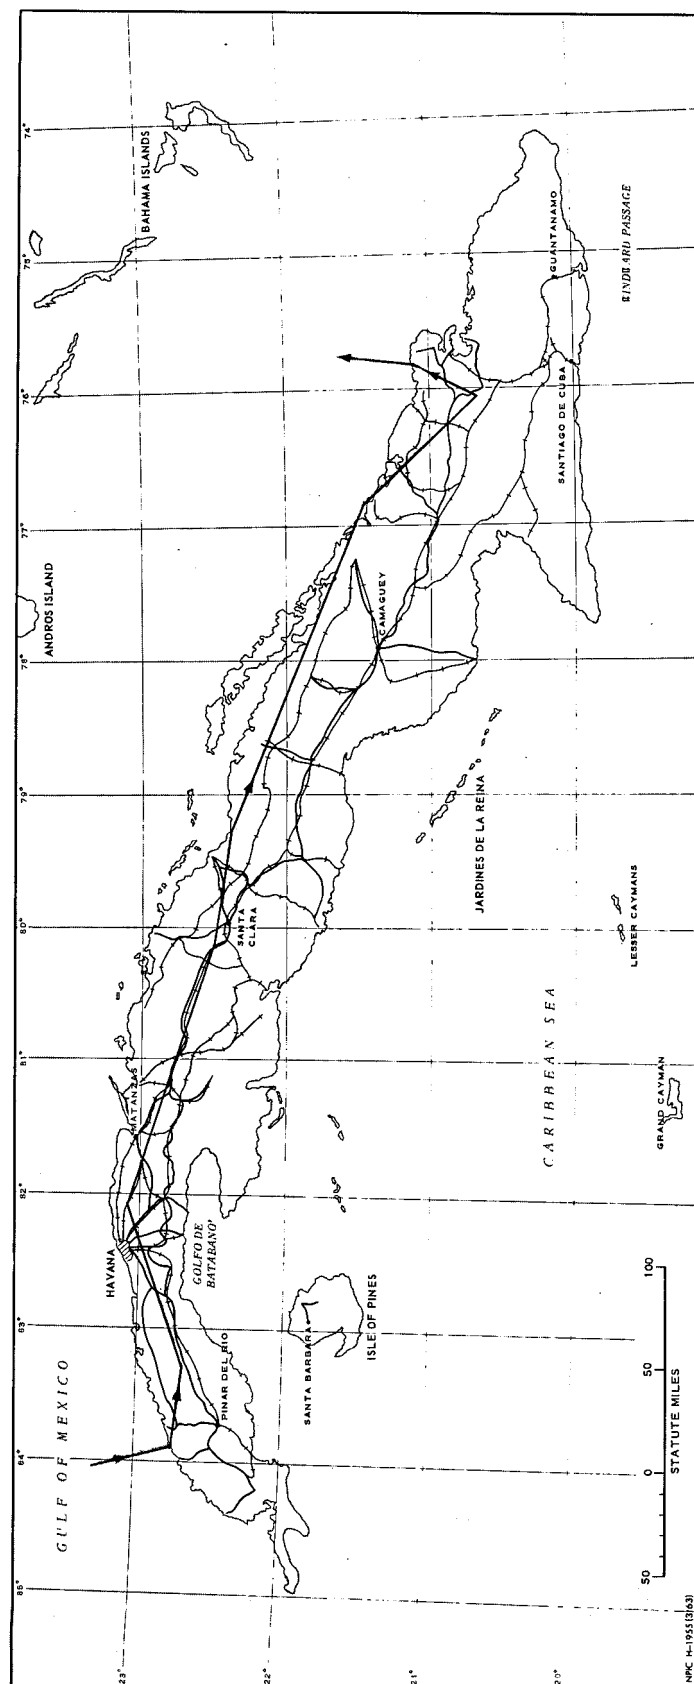 85°
84°
83°
82°
81°
80°
79°
78°
77°
76°
75°
74°
ANDROS ISLAND
GULF OF MEXICO
BAHAMA ISLANDS
23°
HAVANA
MATANZAS
GOLFO DE
BATABANO'
PINAR DEL RIO
SANTA
CLARA
22°
SANTA BARBARA
ISLE OF PINES
CAMAGUEY
21°
JARDINES DE LA REINA
GUANTANAMO
SANTIAGO DE CUBA
CARIBBEAN SEA
WINDWARD PASSAGE
20°
LESSER CAYMANS
GRAND CAYMAN
50
0
50
100
STATUTE MILES
NPIC H-1955 (3/63)